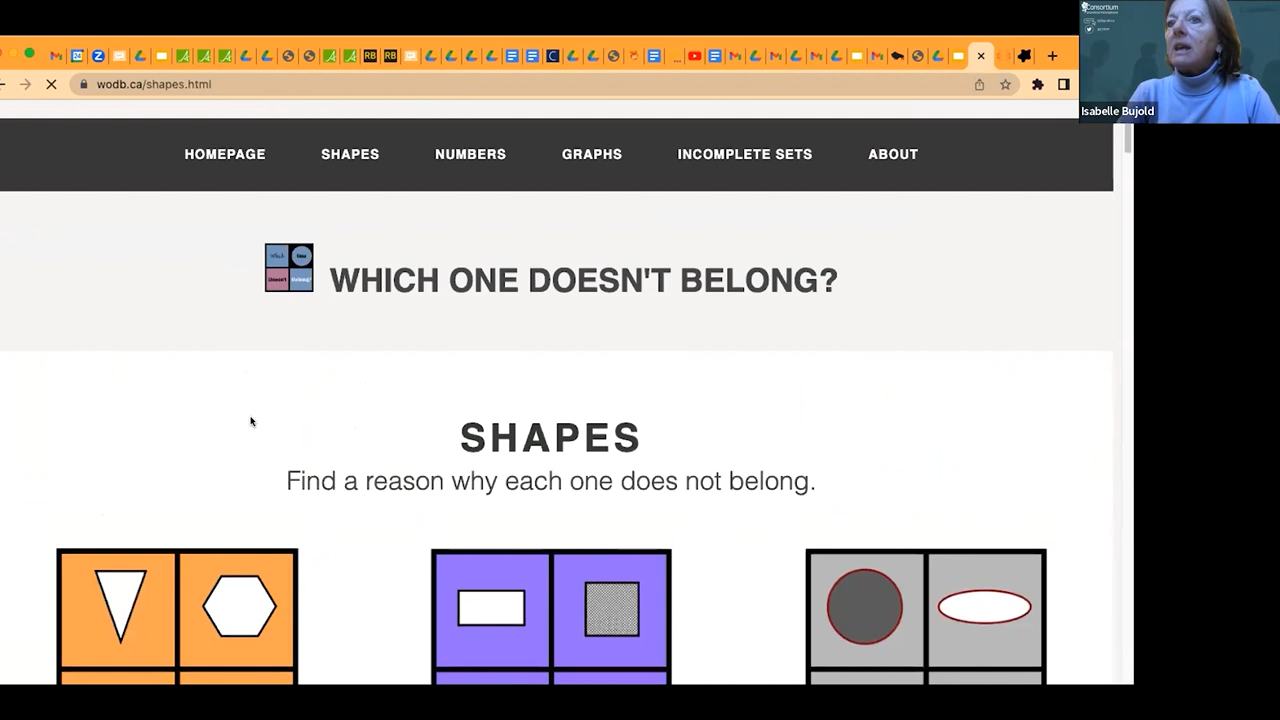 Consortium
Isabelle Bujold
wodb.ca/shapes.html
HOMEPAGE SHAPES NUMBERS GRAPHS INCOMPLETE SETS ABOUT
WHICH ONE DOESN'T BELONG?
SHAPES
Find a reason why each one does not belong.